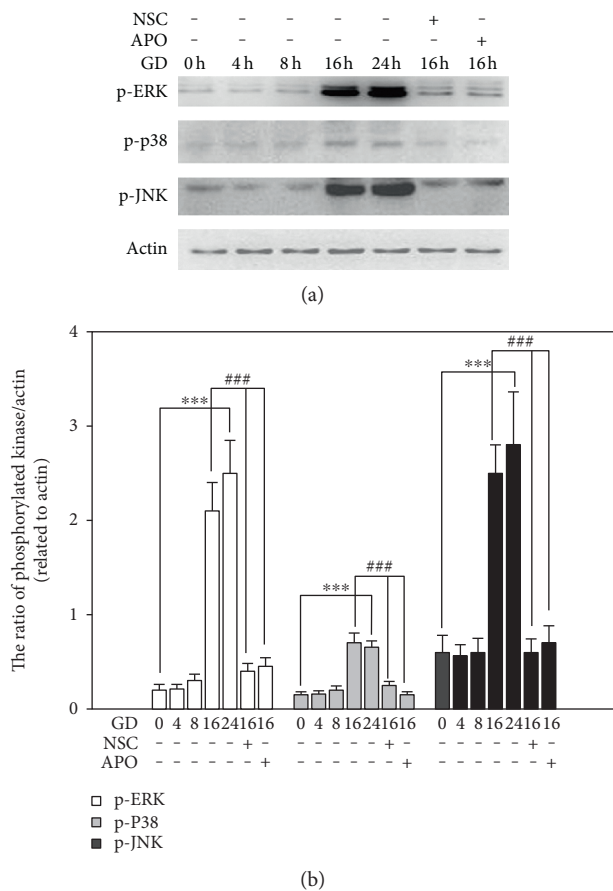 NSC – – – – – + –
APO – – – – – – +
GD 0 h 4 h 8 h 16 h 24 h 16 h 16 h
p-ERK
p-p38
p-JNK
Actin
(a)
The ratio of phosphorylated kinase/actin
(related to actin)
4
3
2
1
0
***
###
***
###
***
###
GD 0 4 8 16 24 16 16 0 4 8 16 24 16 16 0 4 8 16 24 16 16
NSC – – – – – + – – – – – – + – – – – – – + –
APO – – – – – – + – – – – – – + – – – – – – +
p-ERK
p-P38
p-JNK
(b)